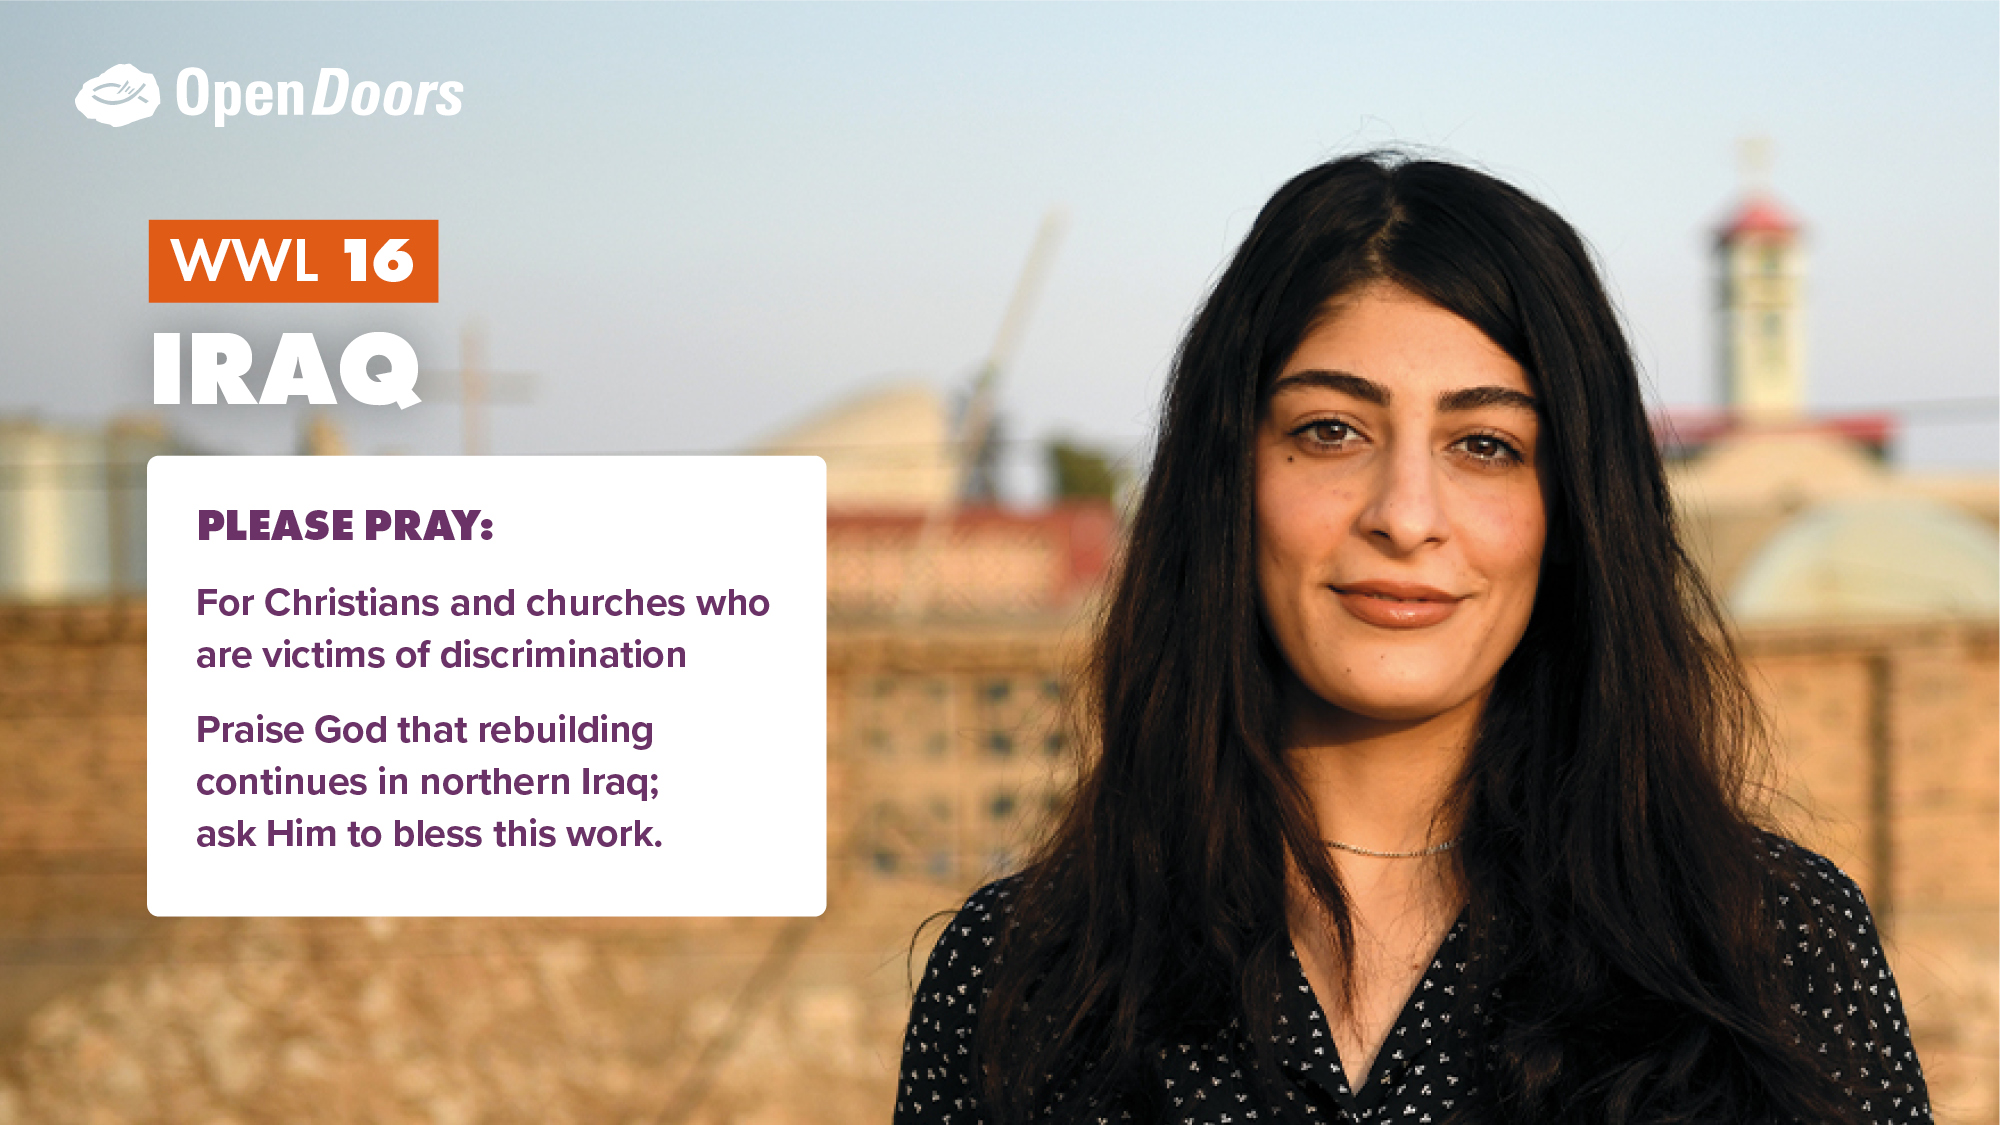 Open Doors
WWL 16
IRAQ
PLEASE PRAY:
For Christians and churches who
are victims of discrimination
Praise God that rebuilding
continues in northern Iraq;
ask Him to bless this work.